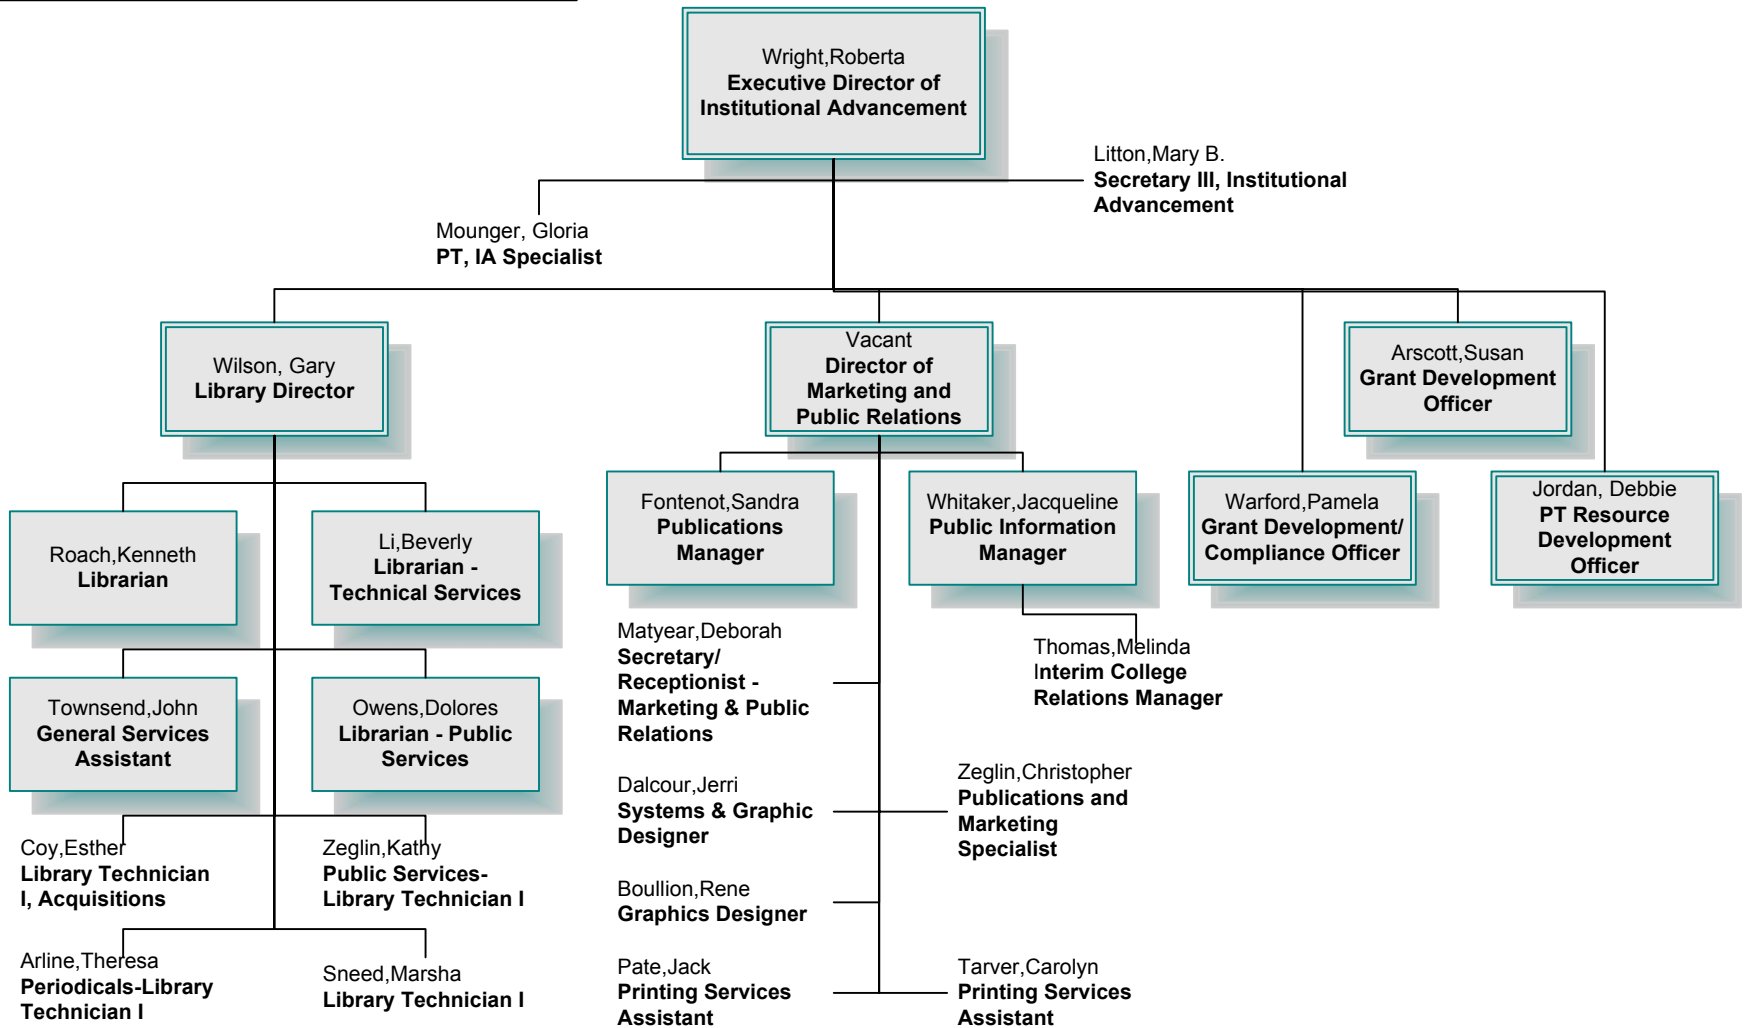 Wright,Roberta
Executive Director of
Institutional Advancement
Litton,Mary B.
Secretary III, Institutional
Advancement
Mounger, Gloria
PT, IA Specialist
Wilson, Gary
Library Director
Vacant
Director of
Marketing and
Public Relations
Arscott,Susan
Grant Development
Officer
Roach,Kenneth
Librarian
Li,Beverly
Librarian -
Technical Services
Fontenot,Sandra
Publications
Manager
Whitaker,Jacqueline
Public Information
Manager
Warford,Pamela
Grant Development/
Compliance Officer
Jordan, Debbie
PT Resource
Development
Officer
Townsend,John
General Services
Assistant
Owens,Dolores
Librarian - Public
Services
Matyear,Deborah
Secretary/
Receptionist -
Marketing & Public
Relations
Thomas,Melinda
Interim College
Relations Manager
Dalcour,Jerri
Systems & Graphic
Designer
Zeglin,Christopher
Publications and
Marketing
Specialist
Coy,Esther
Library Technician
I, Acquisitions
Zeglin,Kathy
Public Services-
Library Technician I
Boullion,Rene
Graphics Designer
Arline,Theresa
Periodicals-Library
Technician I
Sneed,Marsha
Library Technician I
Pate,Jack
Printing Services
Assistant
Tarver,Carolyn
Printing Services
Assistant